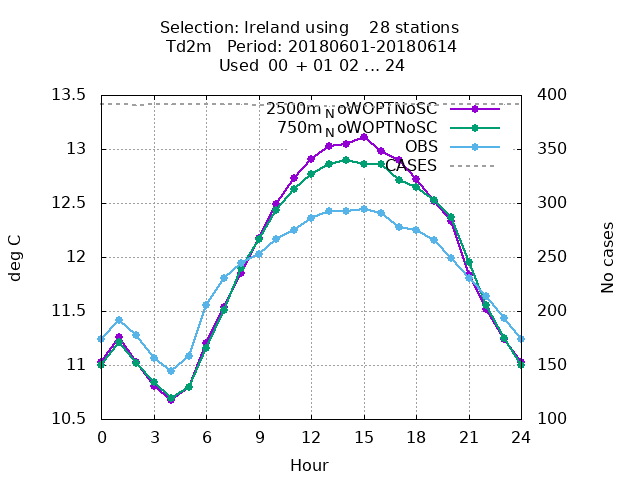 Selection: Ireland using    28 stations
Td2m   Period: 20180601-20180614
Used  00  + 01 02 ... 24
13.5
13
12.5
12
11.5
11
10.5
400
350
300
250
200
150
100
2500m_NoWOPTNoSC
750m_NoWOPTNoSC
OBS
CASES
deg C
No cases
0 3 6 9 12 15 18 21 24
Hour